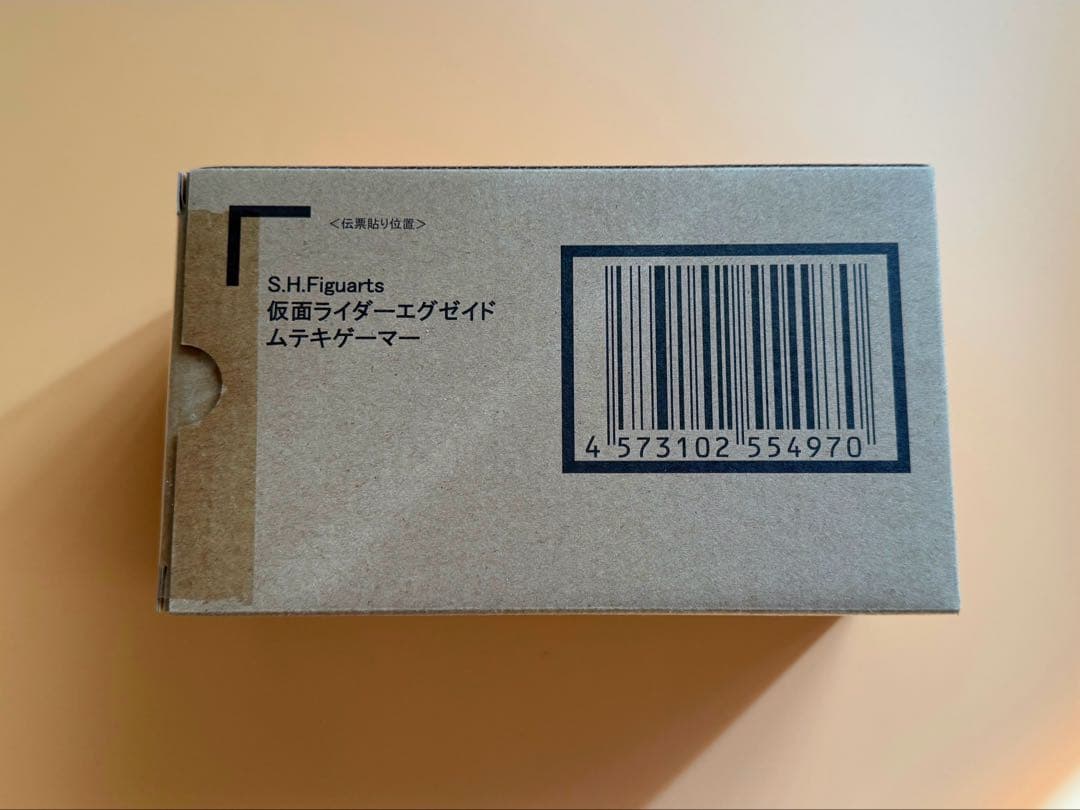 <伝票貼り位置>
S.H.Figuarts
仮面ライダーエグゼイド
ムテキゲーマー
4 573102 554970